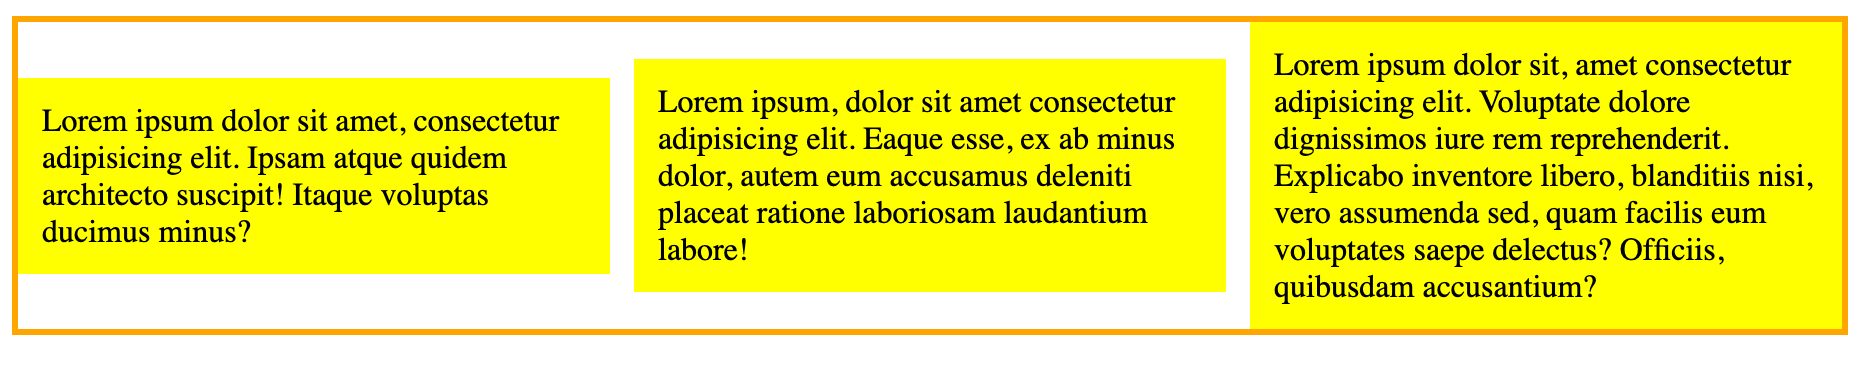 Lorem ipsum dolor sit amet, consectetur
adipisicing elit. Ipsam atque quidem
architecto suscipit! Itaque voluptas
ducimus minus?
Lorem ipsum, dolor sit amet consectetur
adipisicing elit. Eaque esse, ex ab minus
dolor, autem eum accusamus deleniti
placeat ratione laboriosam laudantium
labore!
Lorem ipsum dolor sit, amet consectetur
adipisicing elit. Voluptate dolore
dignissimos iure rem reprehenderit.
Explicabo inventore libero, blanditiis nisi,
vero assumenda sed, quam facilis eum
voluptates saepe delectus? Officiis,
quibusdam accusantium?